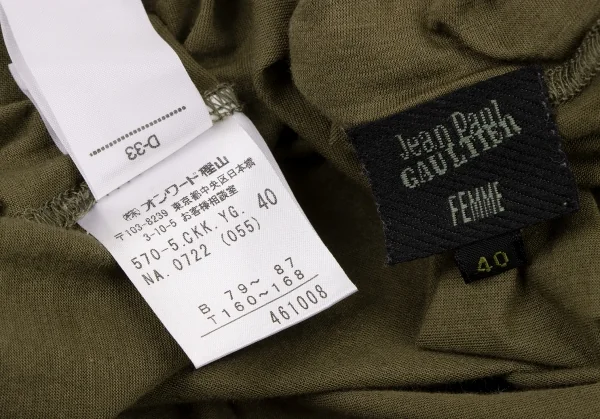 D-33
㈱オンワード樫山
〒103-8239 東京都中央区日本橋
3-10-5 お客様相談室
570-5.CKK.YG. 40
NA.0722 (055)
B 79～ 87
T160～168
461008
Jean Paul
GAULTIER
FEMME
40